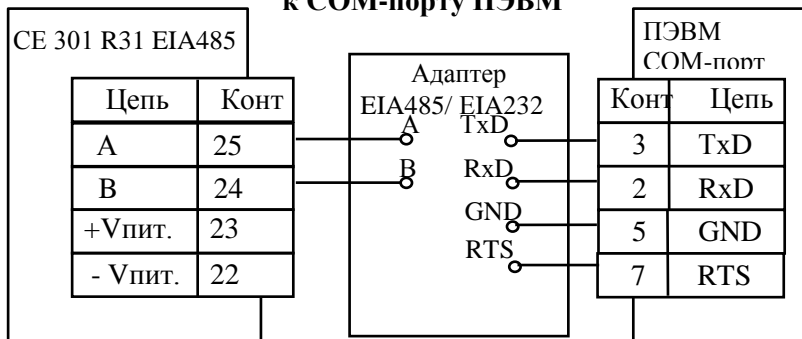 к COM-порту ПЭВМ
CE 301 R31 EIA485
Цепь Конт
A 25
B 24
+Vпит. 23
- Vпит. 22
Адаптер
EIA485/ EIA232
A TxD
B RxD
GND
RTS
ПЭВМ
COM-порт
Конт Цепь
3 TxD
2 RxD
5 GND
7 RTS